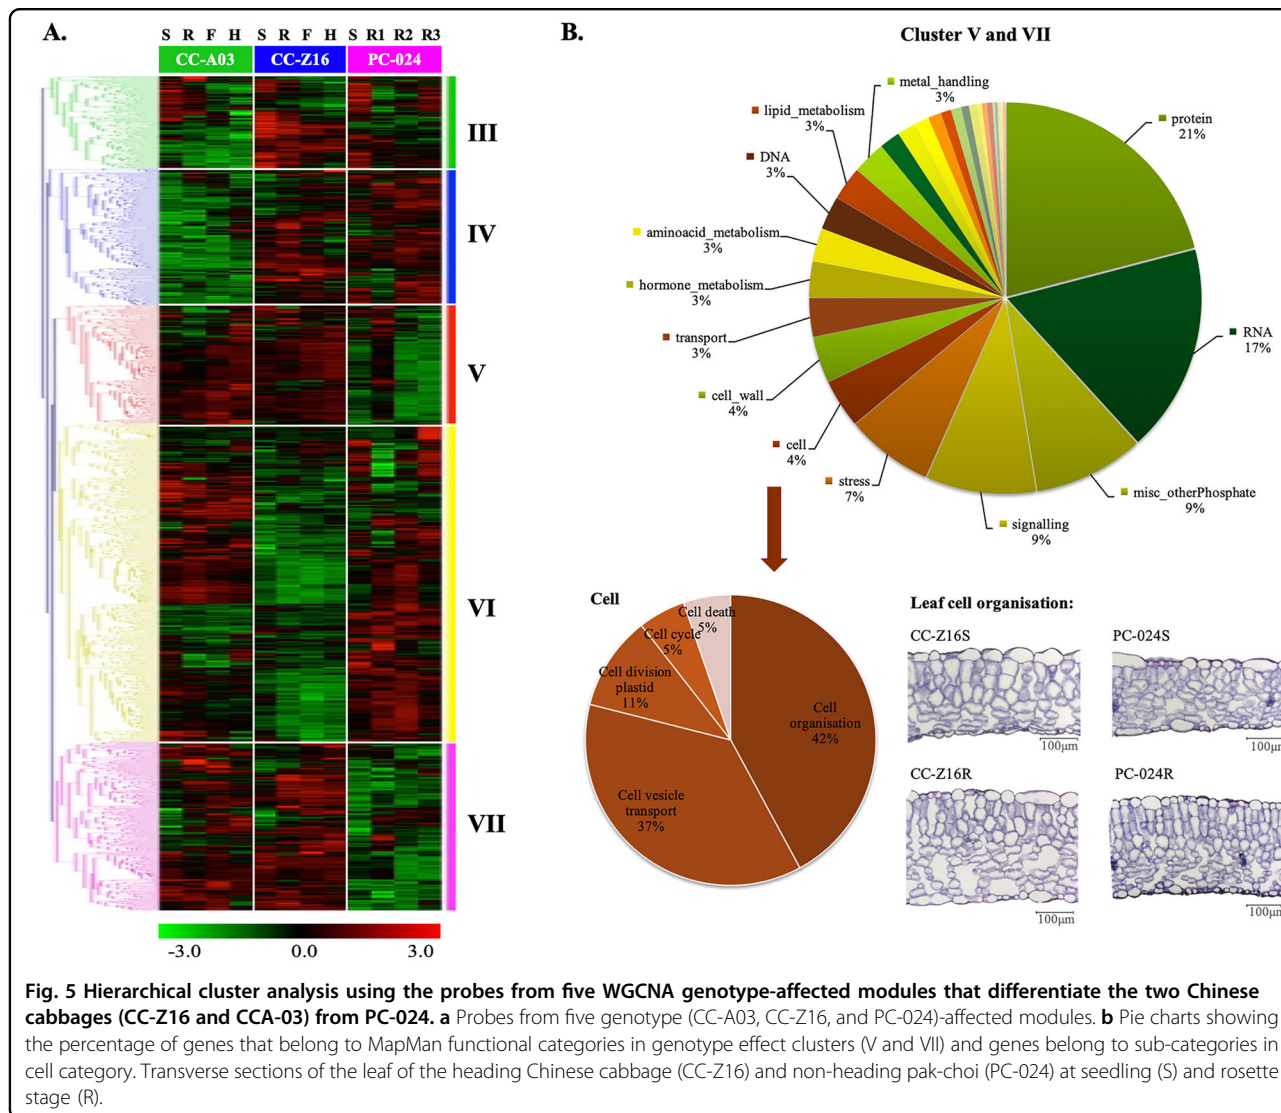 A.
S R F H S R F H S R1 R2 R3
CC-A03 CC-Z16 PC-024
III
IV
V
VI
VII
-3.0 0.0 3.0
B.
Cluster V and VII
metal_handling
3%
lipid_metabolism
3%
DNA
3%
aminoacid_metabolism
3%
hormone_metabolism
3%
transport
3%
cell_wall
4%
cell
4%
stress
7%
signalling
9%
misc_otherPhosphate
9%
RNA
17%
protein
21%
Cell
Cell death
5%
Cell cycle
5%
Cell division
plastid
11%
Cell vesicle
transport
37%
Cell
organisation
42%
Leaf cell organisation:
CC-Z16S
100µm
PC-024S
100µm
CC-Z16R
100µm
PC-024R
100µm
Fig. 5 Hierarchical cluster analysis using the probes from five WGCNA genotype-affected modules that differentiate the two Chinese
cabbages (CC-Z16 and CCA-03) from PC-024. a Probes from five genotype (CC-A03, CC-Z16, and PC-024)-affected modules. b Pie charts showing
the percentage of genes that belong to MapMan functional categories in genotype effect clusters (V and VII) and genes belong to sub-categories in
cell category. Transverse sections of the leaf of the heading Chinese cabbage (CC-Z16) and non-heading pak-choi (PC-024) at seedling (S) and rosette
stage (R).